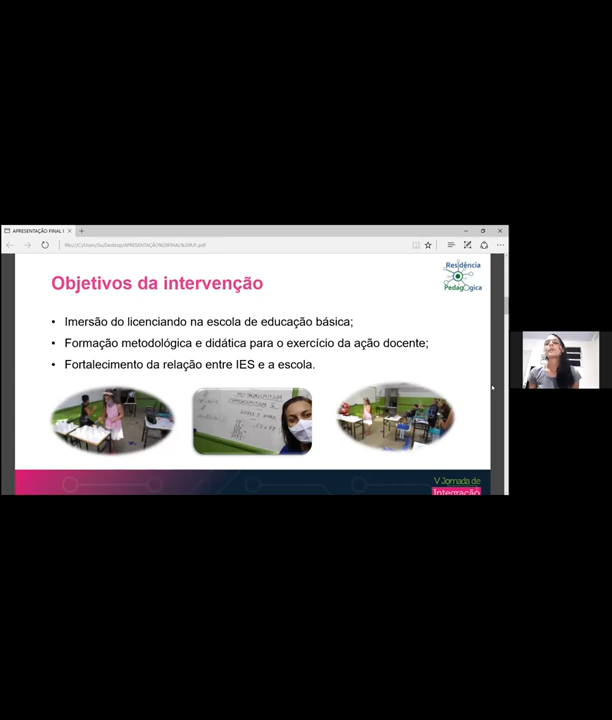 APRESENTAÇÃO FINAL I
Residência
Pedagógica
Objetivos da intervenção
• Imersão do licenciando na escola de educação básica;
• Formação metodológica e didática para o exercício da ação docente;
• Fortalecimento da relação entre IES e a escola.
V Jornada de
Integração